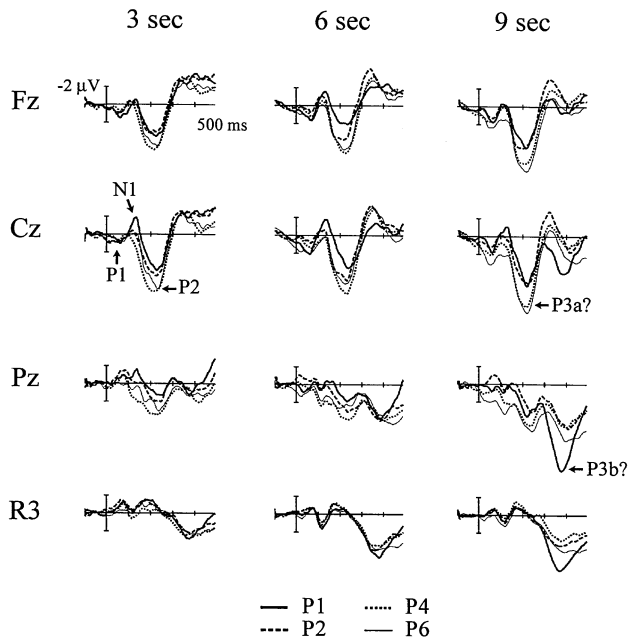 3 sec 6 sec 9 sec
Fz
-2 μV
500 ms
Cz
N1
P1
P2
P3a?
Pz
P3b?
R3
P1 P4
P2 P6